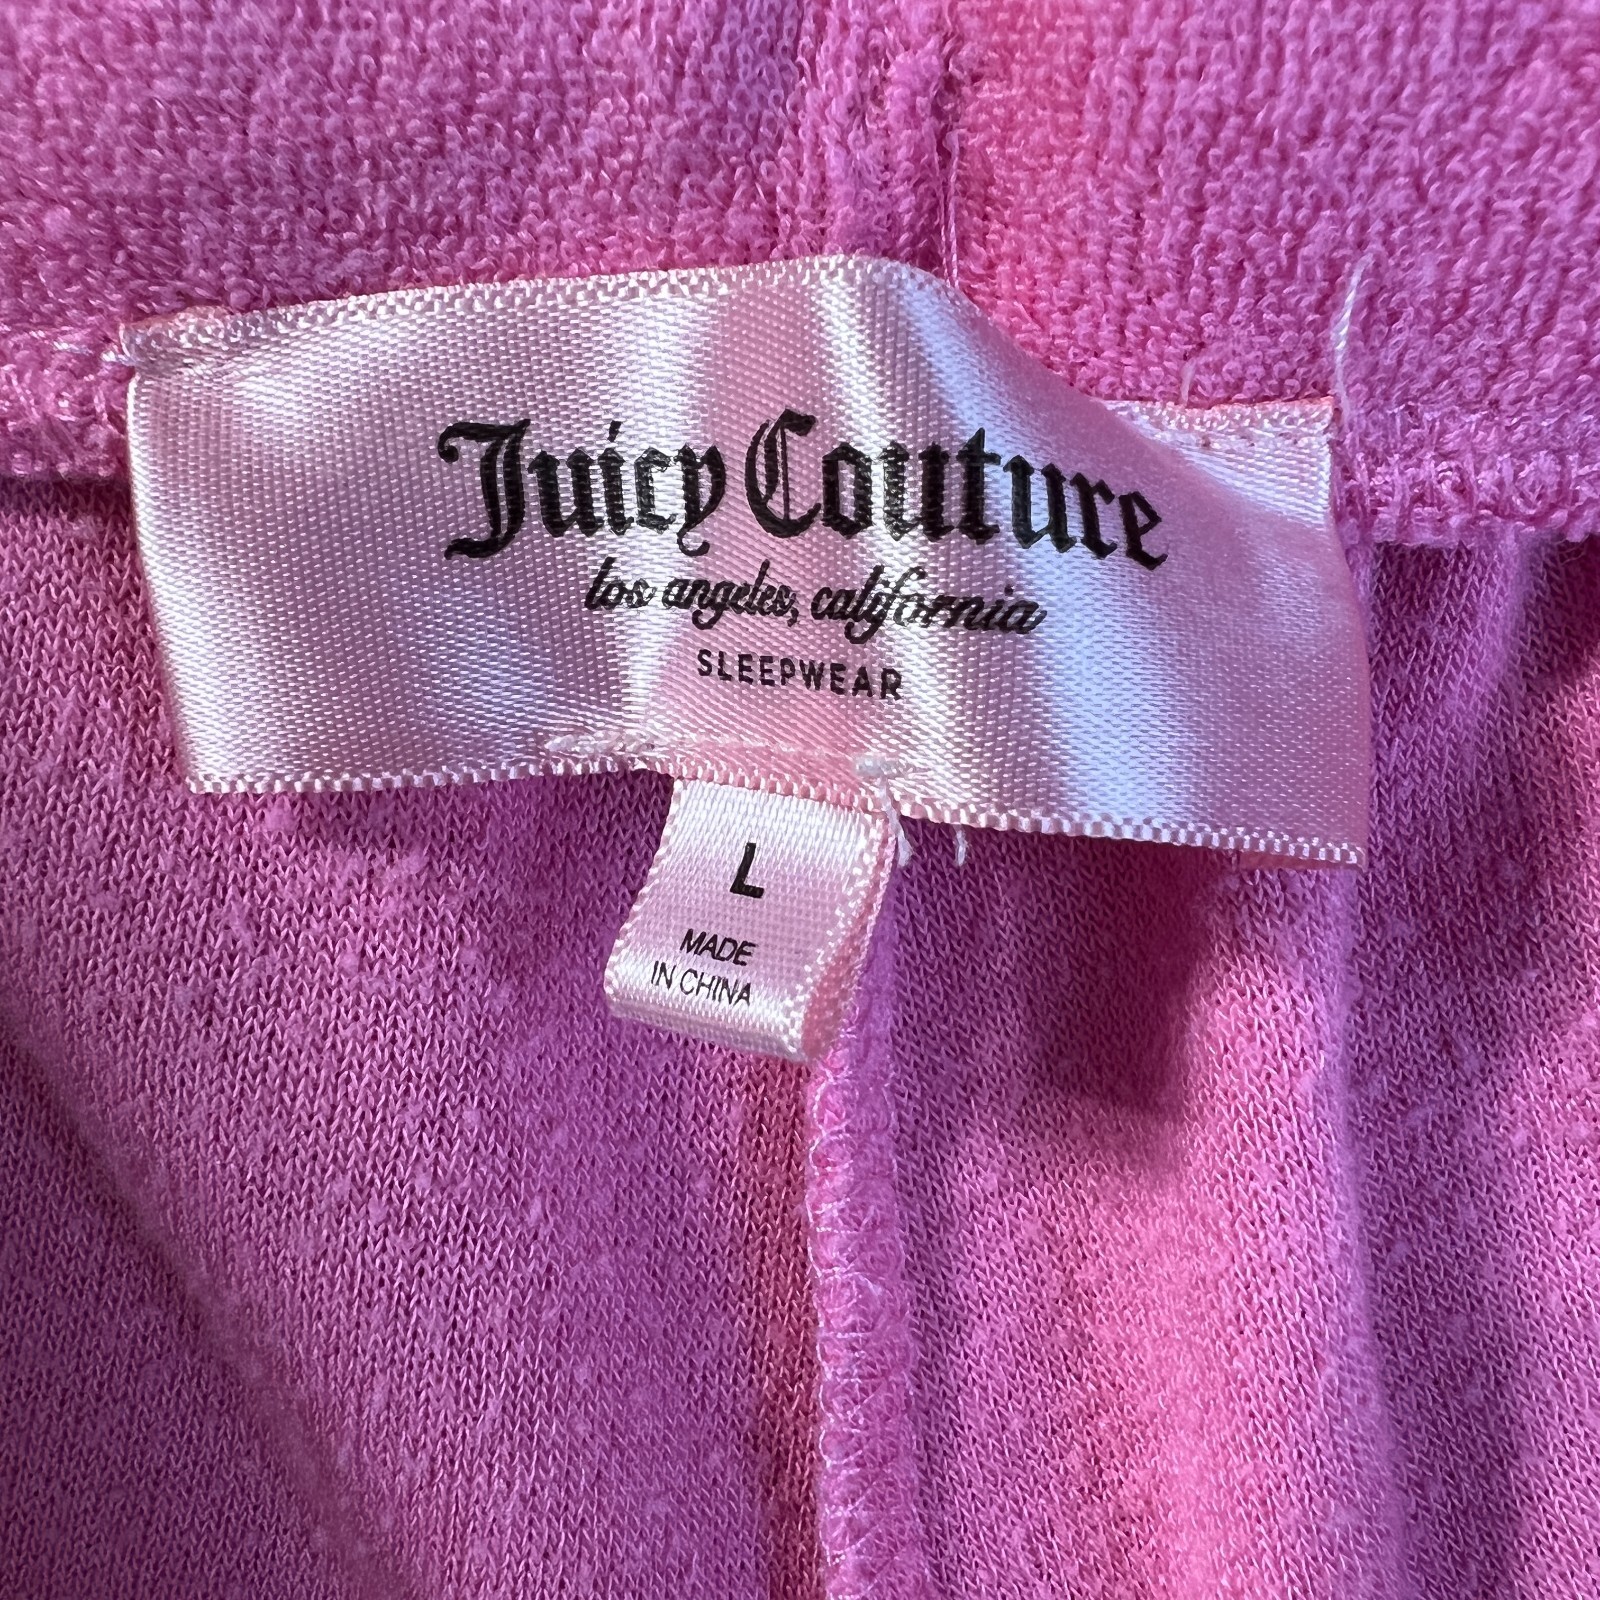 Juicy Couture
los angeles, california
SLEEPWEAR
L
MADE
IN CHINA